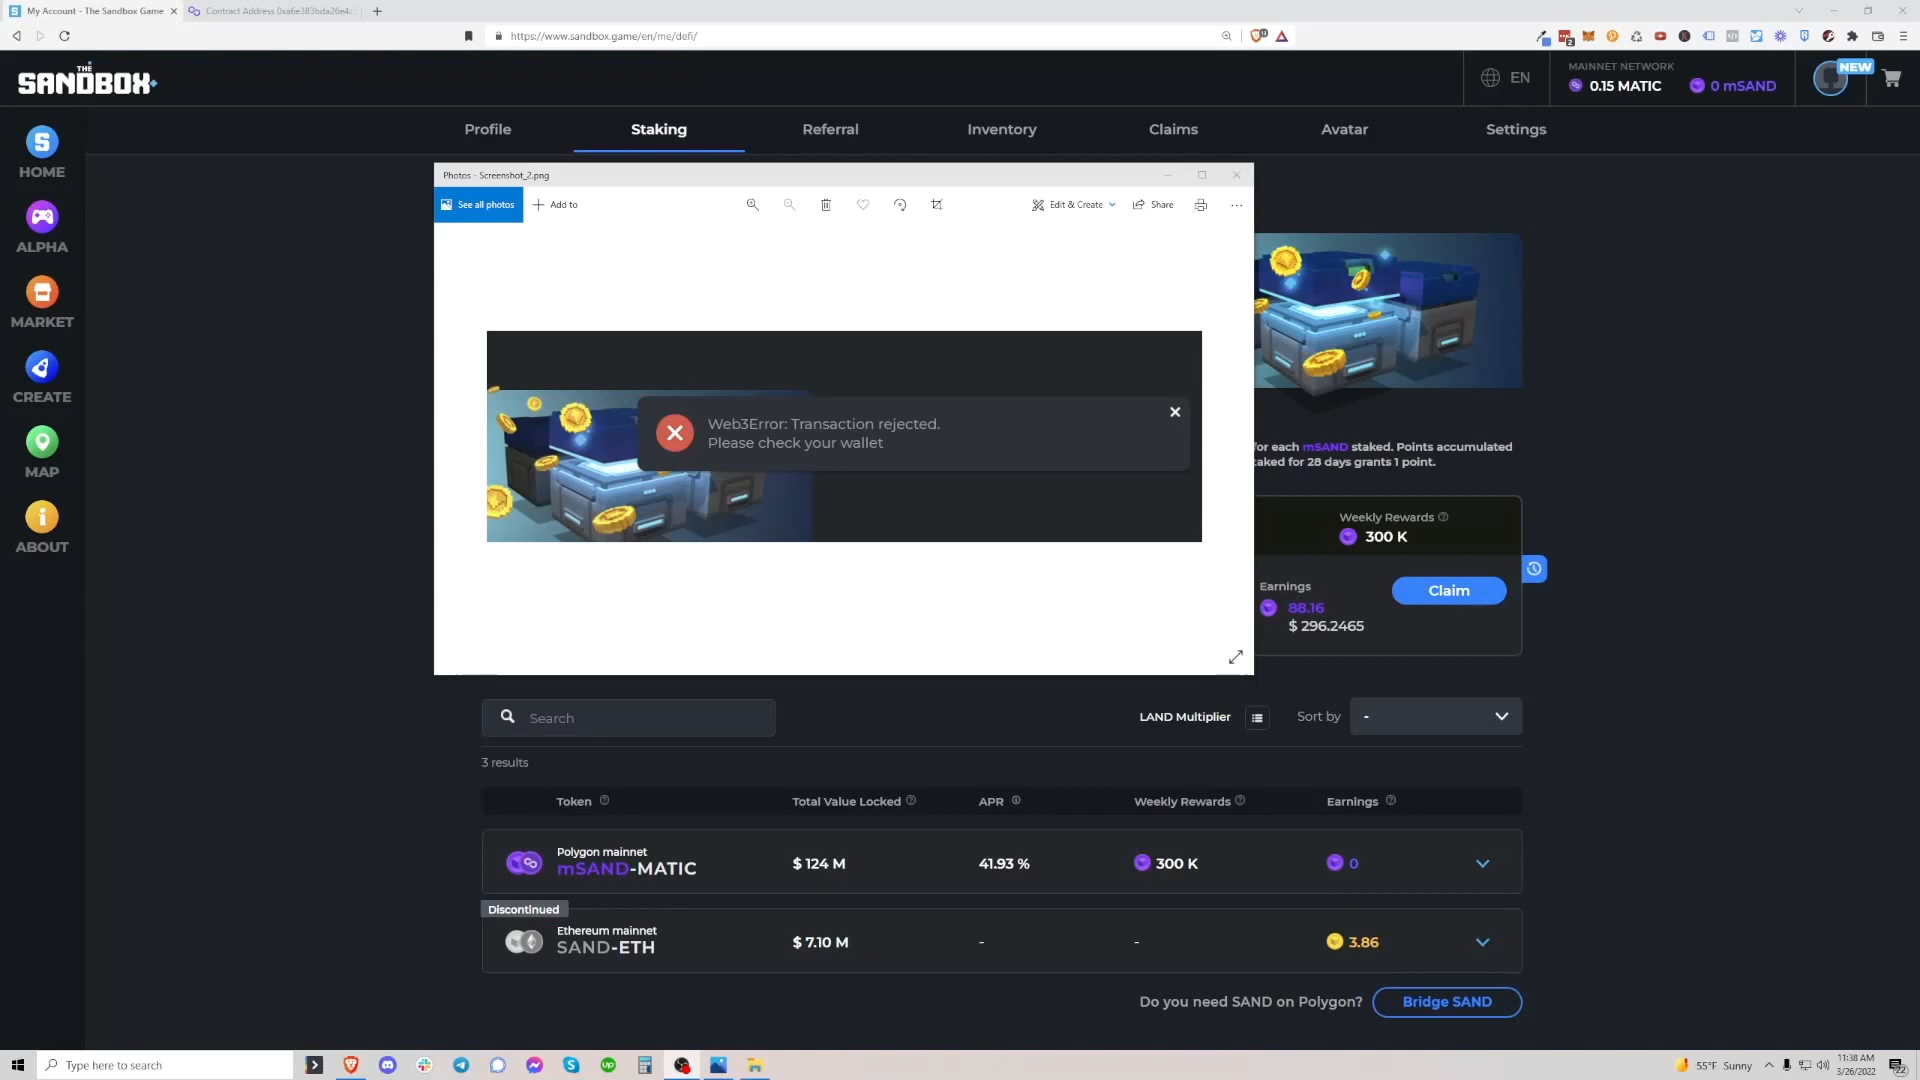 My Account - The Sandbox Game
Contract Address 0xa6e383bda26e4c
https://www.sandbox.game/en/me/defi/
THE
SANDBOX
EN
MAINNET NETWORK
0.15 MATIC
0 mSAND
NEW
Profile
Staking
Referral
Inventory
Claims
Avatar
Settings
HOME
ALPHA
MARKET
CREATE
MAP
ABOUT
Photos - Screenshot_2.png
See all photos
Add to
Edit & Create
Share
Web3Error: Transaction rejected.
Please check your wallet
for each mSAND staked. Points accumulated
taked for 28 days grants 1 point.
Weekly Rewards
300 K
Earnings
88.16
$ 296.2465
Claim
Search
LAND Multiplier
Sort by
-
3 results
Token
Total Value Locked
APR
Weekly Rewards
Earnings
Polygon mainnet
mSAND-MATIC
$ 124 M
41.93 %
300 K
0
Discontinued
Ethereum mainnet
SAND-ETH
$ 7.10 M
-
-
3.86
Do you need SAND on Polygon?
Bridge SAND
Type here to search
55°F Sunny
11:38 AM
3/26/2022
22